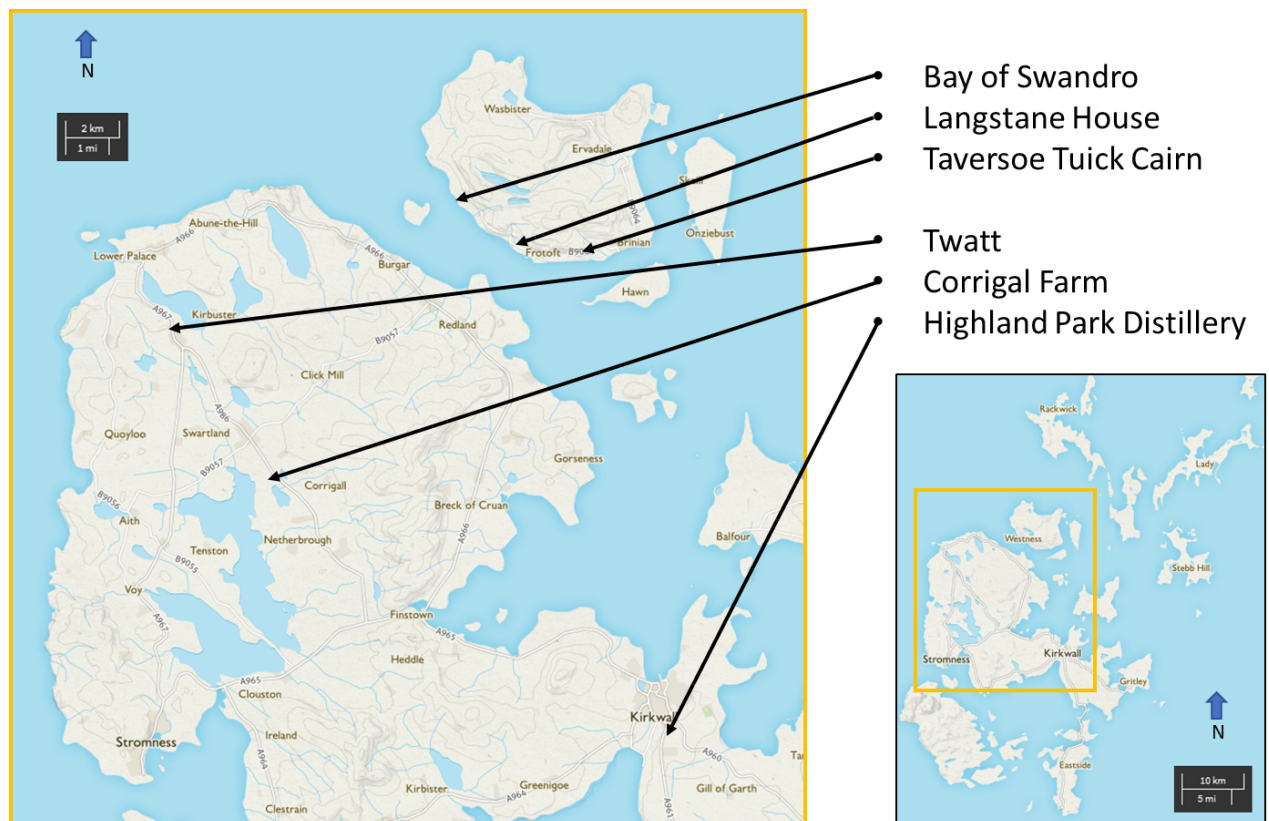 N
2 km
1 mi
Bay of Swandro
Langstane House
Taversoe Tuick Cairn
Twatt
Corrigal Farm
Highland Park Distillery
Wasbister
Ervadale
B9064
Onziebust
Frotoft
Brinian
Hawn
Abune-the-Hill
A966
A966
Lower Palace
Burgar
A967
Kirbuster
Redland
B9057
Click Mill
A986
Quoyloo
Swartland
B9057
Gorseness
Corrigall
B9056
Breck of Cruan
Aith
Netherbrough
A966
Balfour
Tenston
B9055
Voy
A967
Finstown
A965
Heddle
A965
Clouston
Kirkwall
Ireland
Stromness
A964
A960
Kirbister
Greenigoe
A964
Gill of Garth
Clestrain
A961
Rackwick
Lady
Westness
Stebb Hill
Stromness
Kirkwall
Gritley
N
Eastside
10 km
5 mi